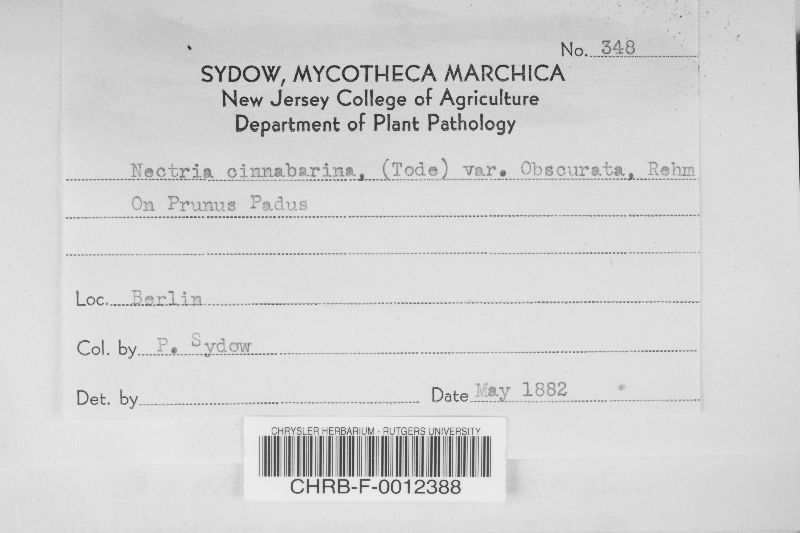 No. 348
SYDOW, MYCOTHECA MARCHICA
New Jersey College of Agriculture
Department of Plant Pathology
Nectria cinnabarina, (Tode) var. Obscurata, Rehm
On Prunus Padus
Loc. Berlin
Col. by P. Sydow
Det. by
Date May 1882
CHRYSLER HERBARIUM - RUTGERS UNIVERSITY
CHRB-F-0012388